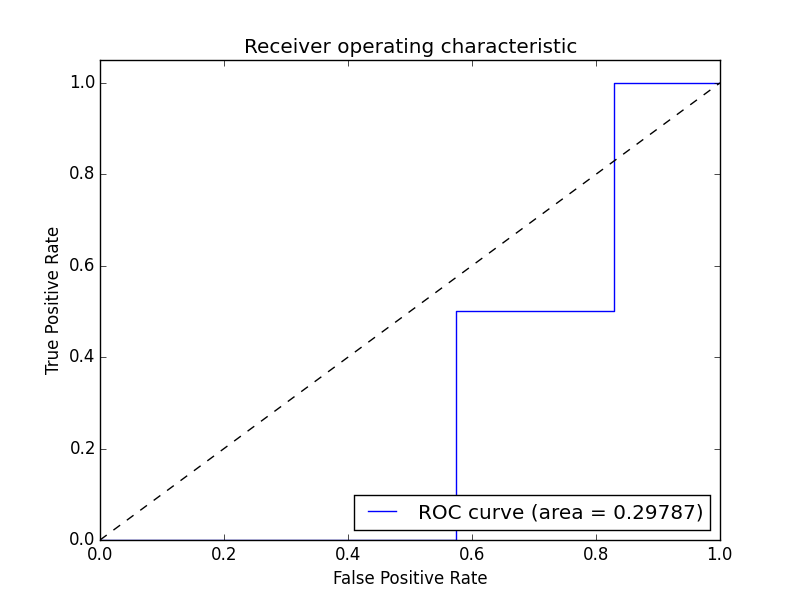 Receiver operating characteristic
1.0
0.8
0.6
0.4
0.2
0.0
True Positive Rate
ROC curve (area = 0.29787)
0.0 0.2 0.4 0.6 0.8 1.0
False Positive Rate